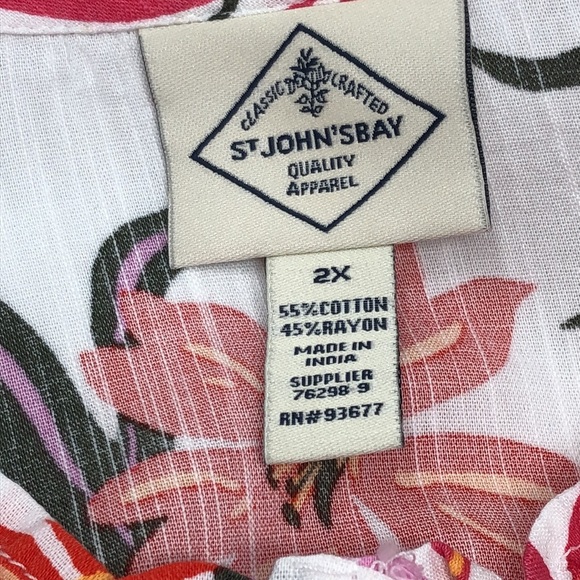 CLASSIC CRAFTED
ST JOHN'S BAY
QUALITY
APPAREL
2X
55%COTTON
45%RAYON
MADE IN
INDIA
SUPPLIER
76298-9
RN#93677